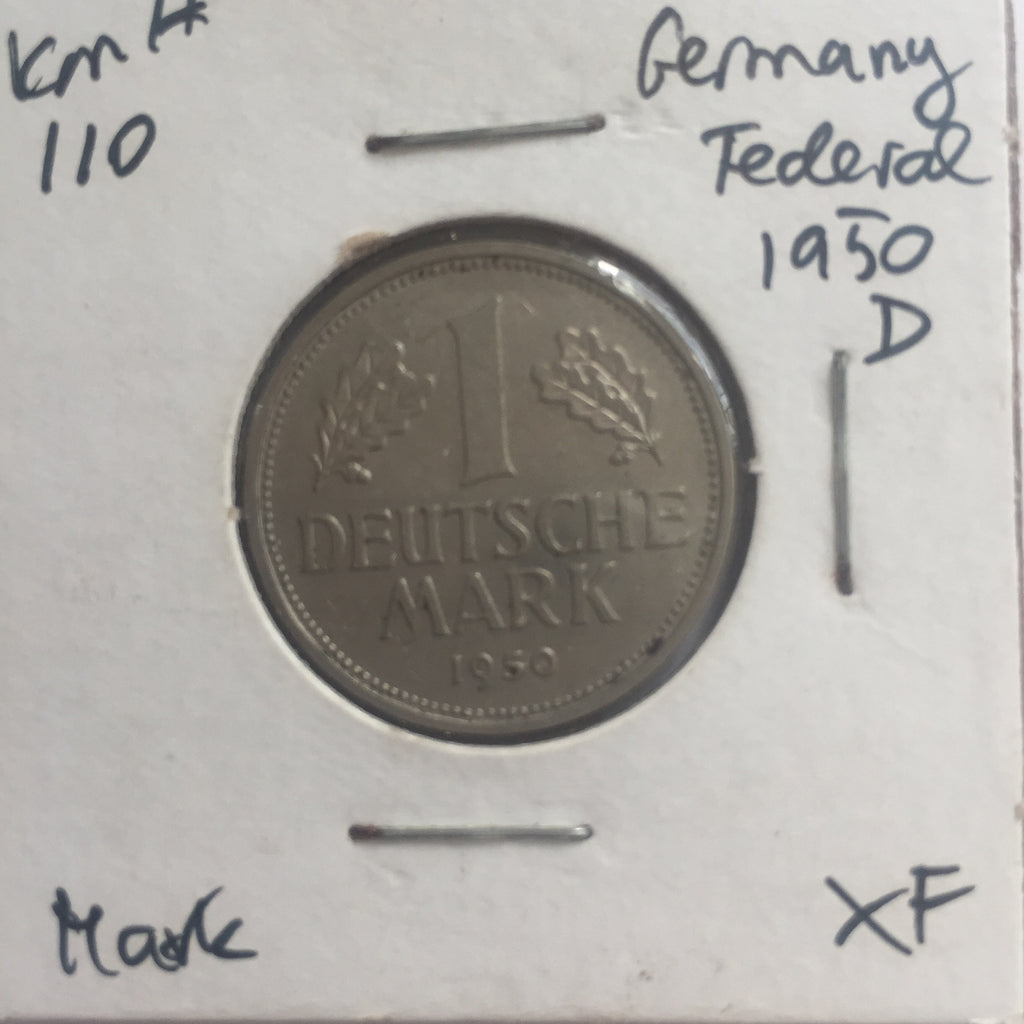 Km #
110
Germany
Federal
1950
D
1
DEUTSCHE
MARK
1950
Mark
XF